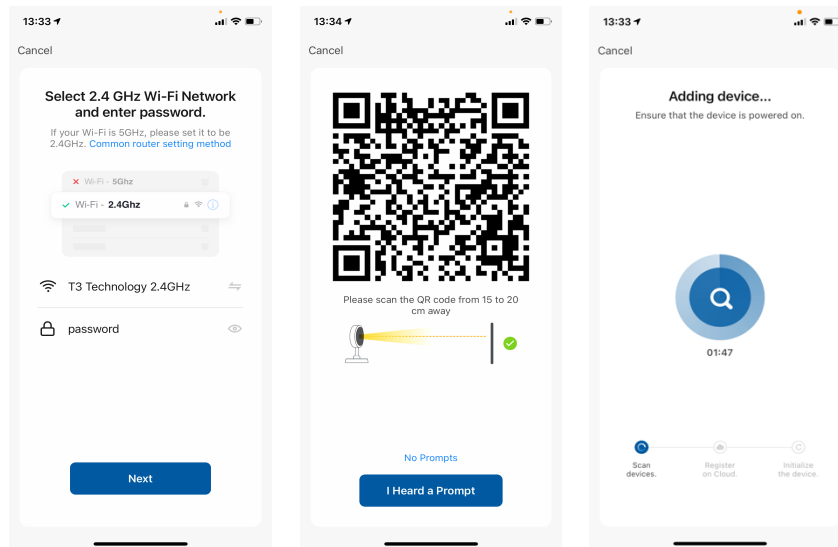 13:33
Cancel
Select 2.4 GHz Wi-Fi Network
and enter password.
If your Wi-Fi is 5GHz, please set it to be
2.4GHz. Common router setting method
Wi-Fi - 5Ghz
Wi-Fi - 2.4Ghz
T3 Technology 2.4GHz
password
Next
13:34
Cancel
Please scan the QR code from 15 to 20
cm away
No Prompts
I Heard a Prompt
13:33
Cancel
Adding device...
Ensure that the device is powered on.
01:47
Scan
devices.
Register
on Cloud.
Initialize
the device.